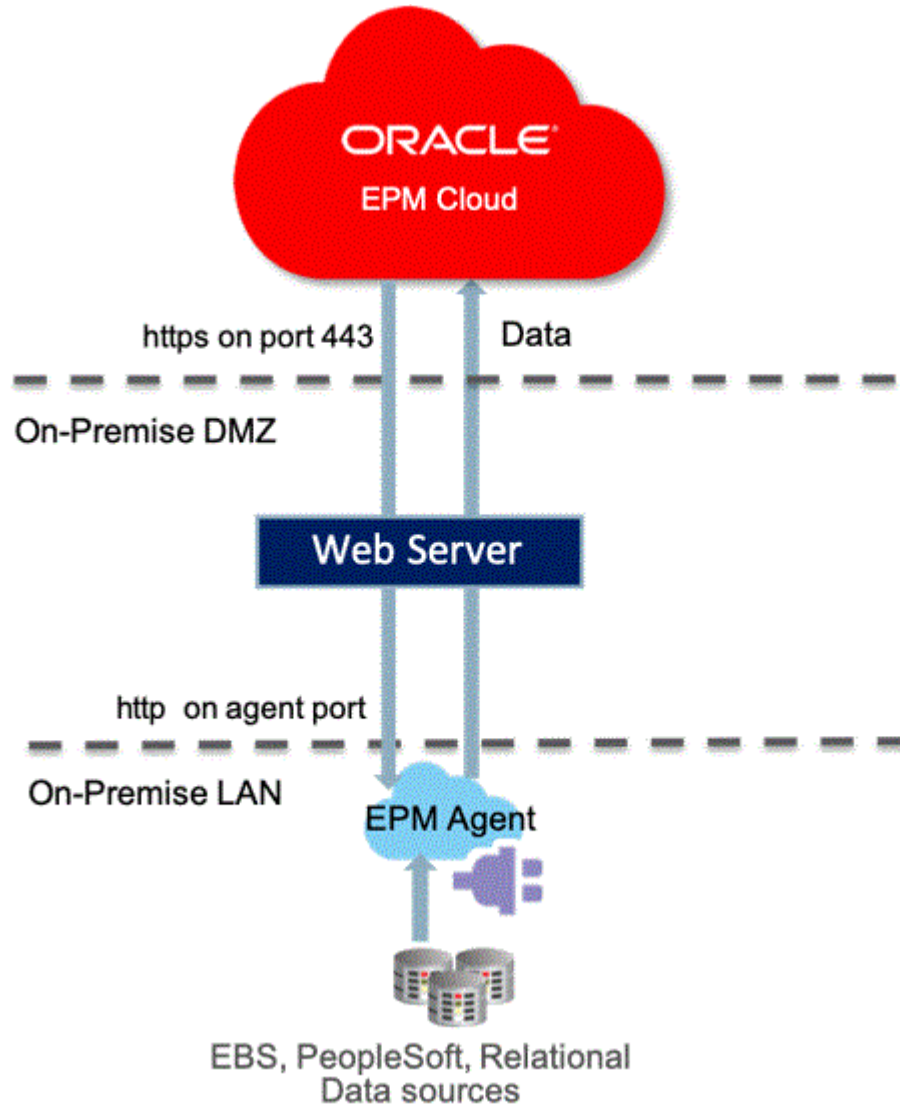 ORACLE®
EPM Cloud
https on port 443
Data
On-Premise DMZ
Web Server
http on agent port
On-Premise LAN
EPM Agent
EBS, PeopleSoft, Relational
Data sources